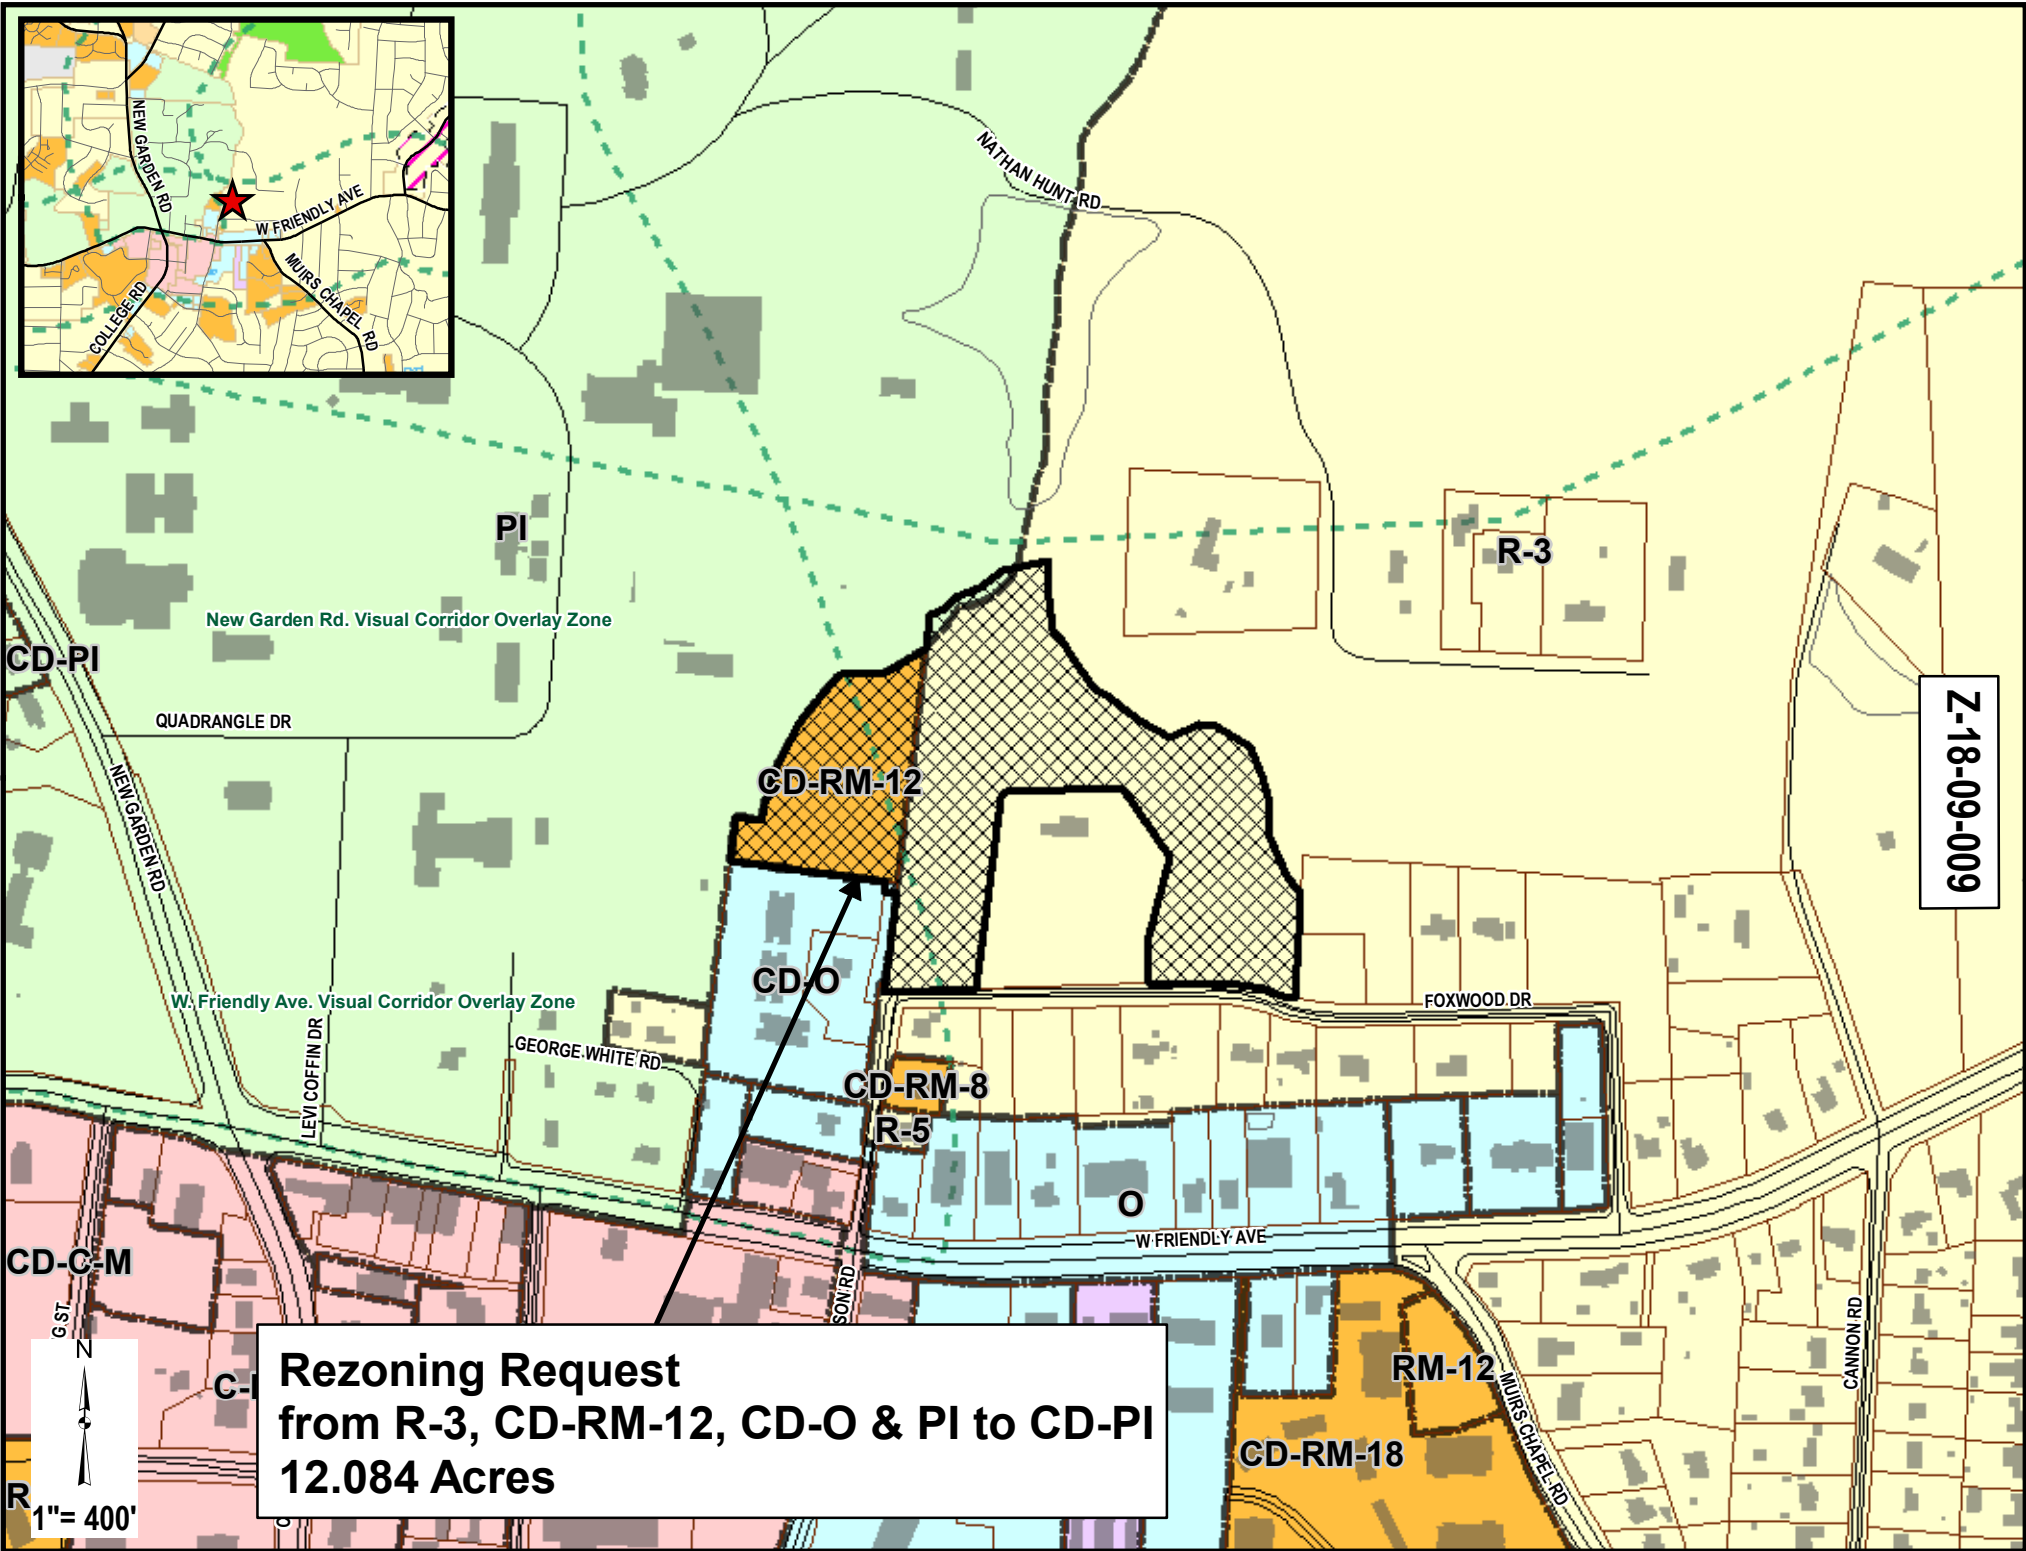 NEW GARDEN RD
W FRIENDLY AVE
MUIRS CHAPEL RD
COLLEGE RD
NATHAN HUNT RD
PI
R-3
New Garden Rd. Visual Corridor Overlay Zone
CD-PI
QUADRANGLE DR
Z-18-09-009
CD-RM-12
NEW GARDEN RD
CD-O
W. Friendly Ave. Visual Corridor Overlay Zone
FOXWOOD DR
LEVI COFFIN DR
GEORGE WHITE RD
CD-RM-8
R-5
O
W FRIENDLY AVE
CD-C-M
G ST
SON RD
CANNON RD
N
Rezoning Request
from R-3, CD-RM-12, CD-O & PI to CD-PI
12.084 Acres
RM-12
MUIRS CHAPEL RD
CD-RM-18
R
1"= 400'